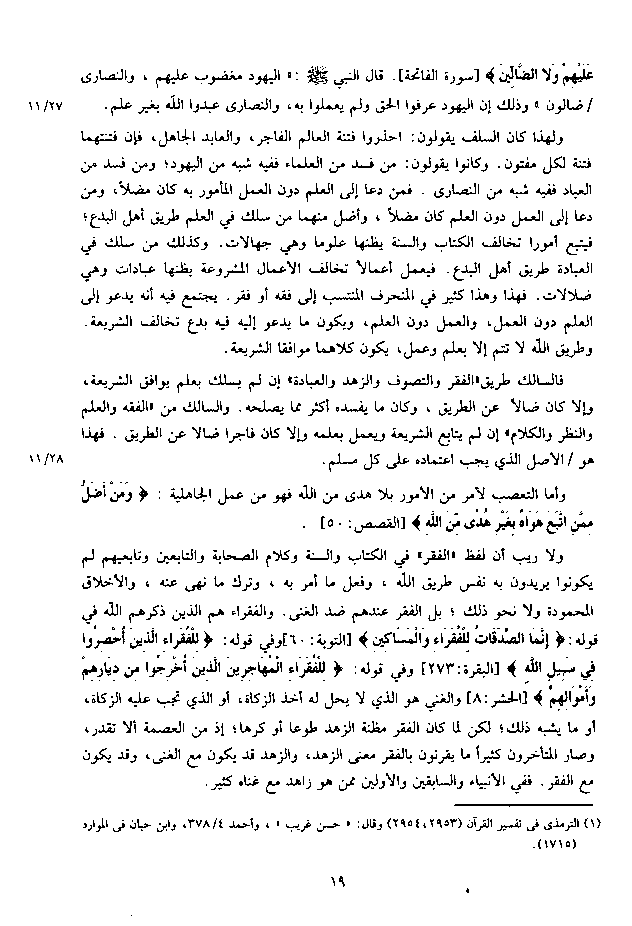 عَلَيْهِمْ وَلَا الضَّالِّينَ ﴾ [سورة الفاتحة]. قال النبي ﷺ : « اليهود مغضوب عليهم ، والنصارى
١١/٢٧ / ضالون » وذلك إن اليهود عرفوا الحق ولم يعملوا به، والنصارى عبدوا الله بغير علم.
ولهذا كان السلف يقولون: احذروا فتنة العالم الفاجر، والعابد الجاهل، فإن فتنتهما
فتنة لكل مفتون. وكانوا يقولون: من فسد من العلماء ففيه شبه من اليهود؛ ومن فسد من
العباد ففيه شبه من النصارى . فمن دعا إلى العلم دون العمل المأمور به كان مضلاً، ومن
دعا إلى العمل دون العلم كان مضلاً ، وأضل منهما من سلك في العلم طريق أهل البدع؛
فيتبع أمورا تخالف الكتاب والسنة يظنها علوما وهي جهالات. وكذلك من سلك في
العبادة طريق أهل البدع. فيعمل أعمالاً تخالف الأعمال المشروعة يظنها عبادات وهي
ضلالات. فهذا وهذا كثير في المنحرف المنتسب إلى فقه أو فقر. يجتمع فيه أنه يدعو إلى
العلم دون العمل، والعمل دون العلم، ويكون ما يدعو إليه فيه بدع تخالف الشريعة.
وطريق الله لا تتم إلا بعلم وعمل، يكون كلاهما موافقا الشريعة.
فالسالك طريق«الفقر والتصوف والزهد والعبادة» إن لم يسلك بعلم يوافق الشريعة،
وإلا كان ضالاً عن الطريق ، وكان ما يفسده أكثر مما يصلحه. والسالك من «الفقه والعلم
والنظر والكلام» إن لم يتابع الشريعة ويعمل بعلمه وإلا كان فاجرا ضالا عن الطريق . فهذا
١١/٢٨ هو / الأصل الذي يجب اعتماده على كل مسلم.
وأما التعصب لأمر من الأمور بلا هدى من الله فهو من عمل الجاهلية : ﴿ وَمَنْ أَضَلُّ
مِمَّنِ اتَّبَعَ هَوَاهُ بِغَيْرِ هُدًى مِّنَ اللَّهِ ﴾ [القصص: ٥٠] .
ولا ريب أن لفظ «الفقر» في الكتاب والسنة وكلام الصحابة والتابعين وتابعيهم لم
يكونوا يريدون به نفس طريق الله ، وفعل ما أمر به ، وترك ما نهى عنه ، والأخلاق
المحمودة ولا نحو ذلك ؛ بل الفقر عندهم ضد الغنى. والفقراء هم الذين ذكرهم الله في
قوله:﴿ إِنَّمَا الصَّدَقَاتُ لِلْفُقَرَاءِ وَالْمَسَاكِينِ ﴾ [التوبة: ٦٠]وفي قوله: ﴿ لِلْفُقَرَاءِ الَّذِينَ أُحْصِرُوا
فِي سَبِيلِ اللَّهِ ﴾ [البقرة: ٢٧٣] وفي قوله: ﴿ لِلْفُقَرَاءِ الْمُهَاجِرِينَ الَّذِينَ أُخْرِجُوا مِن دِيَارِهِمْ
وَأَمْوَالِهِمْ ﴾ [الحشر: ٨] والغني هو الذي لا يحل له أخذ الزكاة، أو الذي تجب عليه الزكاة،
أو ما يشبه ذلك؛ لكن لما كان الفقر مظنة الزهد طوعا أو كرها؛ إذ من العصمة ألا تقدر،
وصار المتأخرون كثيراً ما يقرنون بالفقر معنى الزهد، والزهد قد يكون مع الغنى، وقد يكون
مع الفقر. ففي الأنبياء والسابقين والأولين ممن هو زاهد مع غناه كثير.
(١) الترمذي في تفسير القرآن (٢٩٥٣، ٢٩٥٤) وقال: « حسن غريب » ، وأحمد ٤/ ٣٧٨، وابن حبان في الموارد
(١٧١٥).
١٩